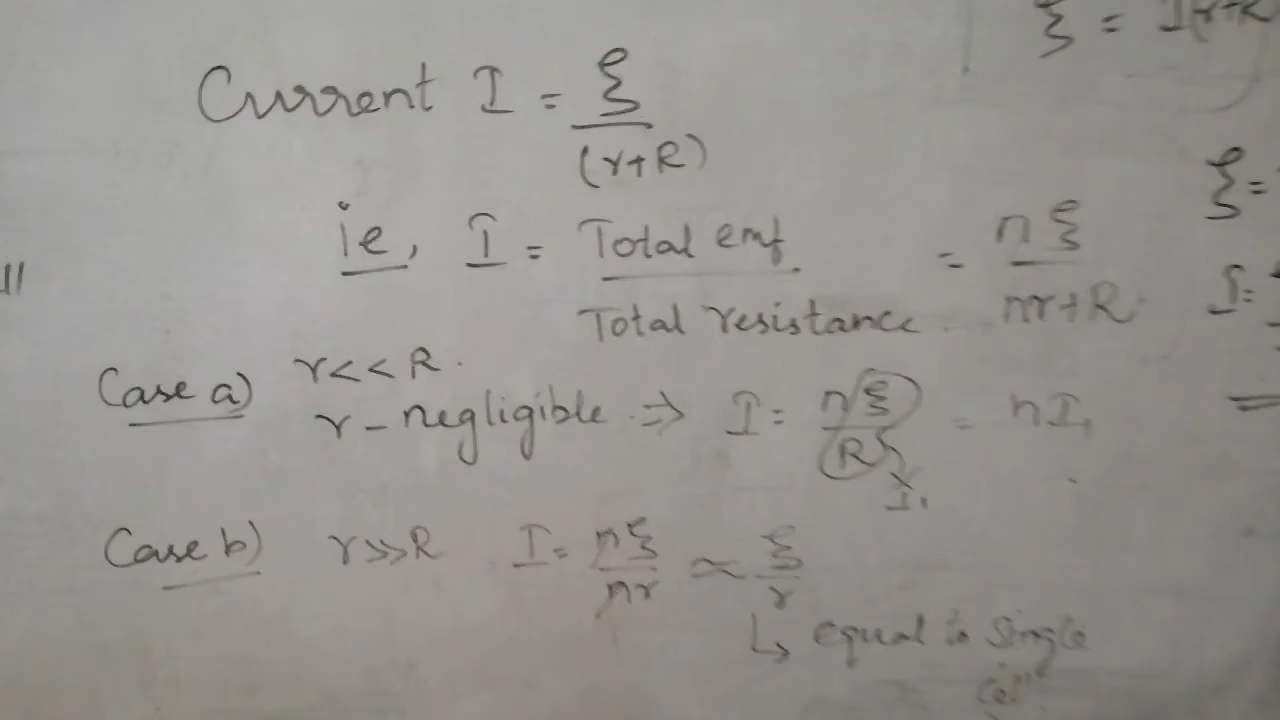 ξ = I(r+R
Current I = ξ / (r+R)
ξ =
ie, I = Total emf / Total resistance = nξ / nr+R
I =
Case a) r<<R.
r - negligible ⇒ I = nξ / R = nI₁
I₁
Case b) r>>R I = nξ / nr ≈ ξ / r
↳ equal to single
cell